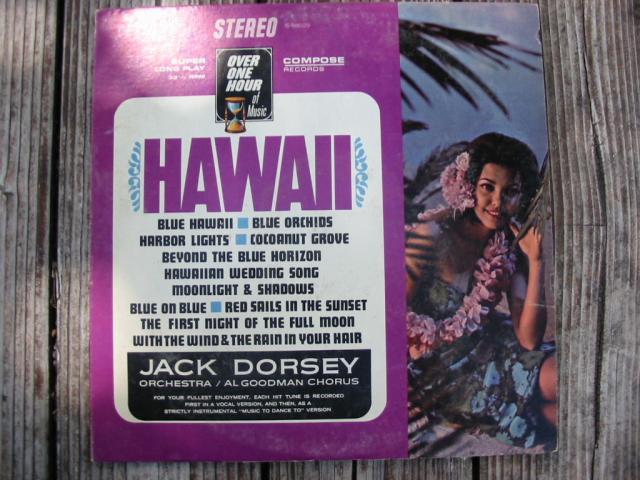 STEREO
SUPER
LONG PLAY
33⅓ RPM
OVER
ONE
HOUR
of
Music
COMPOSE
RECORDS
HAWAII
BLUE HAWAII ■ BLUE ORCHIDS
HARBOR LIGHTS ■ COCOANUT GROVE
BEYOND THE BLUE HORIZON
HAWAIIAN WEDDING SONG
MOONLIGHT & SHADOWS
BLUE ON BLUE ■ RED SAILS IN THE SUNSET
THE FIRST NIGHT OF THE FULL MOON
WITH THE WIND & THE RAIN IN YOUR HAIR
JACK DORSEY
ORCHESTRA / AL GOODMAN CHORUS
FOR YOUR FULLEST ENJOYMENT, EACH HIT TUNE IS RECORDED
FIRST IN A VOCAL VERSION, AND THEN, AS A
STRICTLY INSTRUMENTAL "MUSIC TO DANCE TO" VERSION